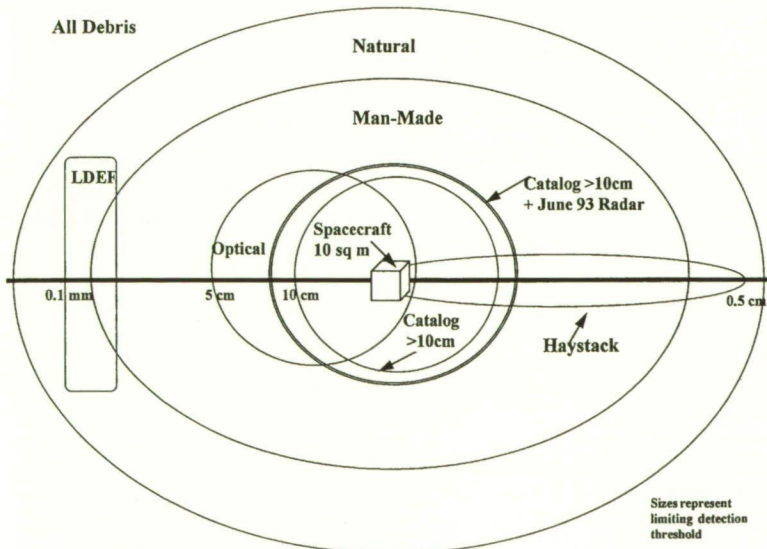 All Debris
Natural
Man-Made
LDEF
Catalog >10cm
+ June 93 Radar
Spacecraft
10 sq m
Optical
0.1 mm
5 cm
10 cm
0.5 cm
Catalog
>10cm
Haystack
Sizes represent
limiting detection
threshold